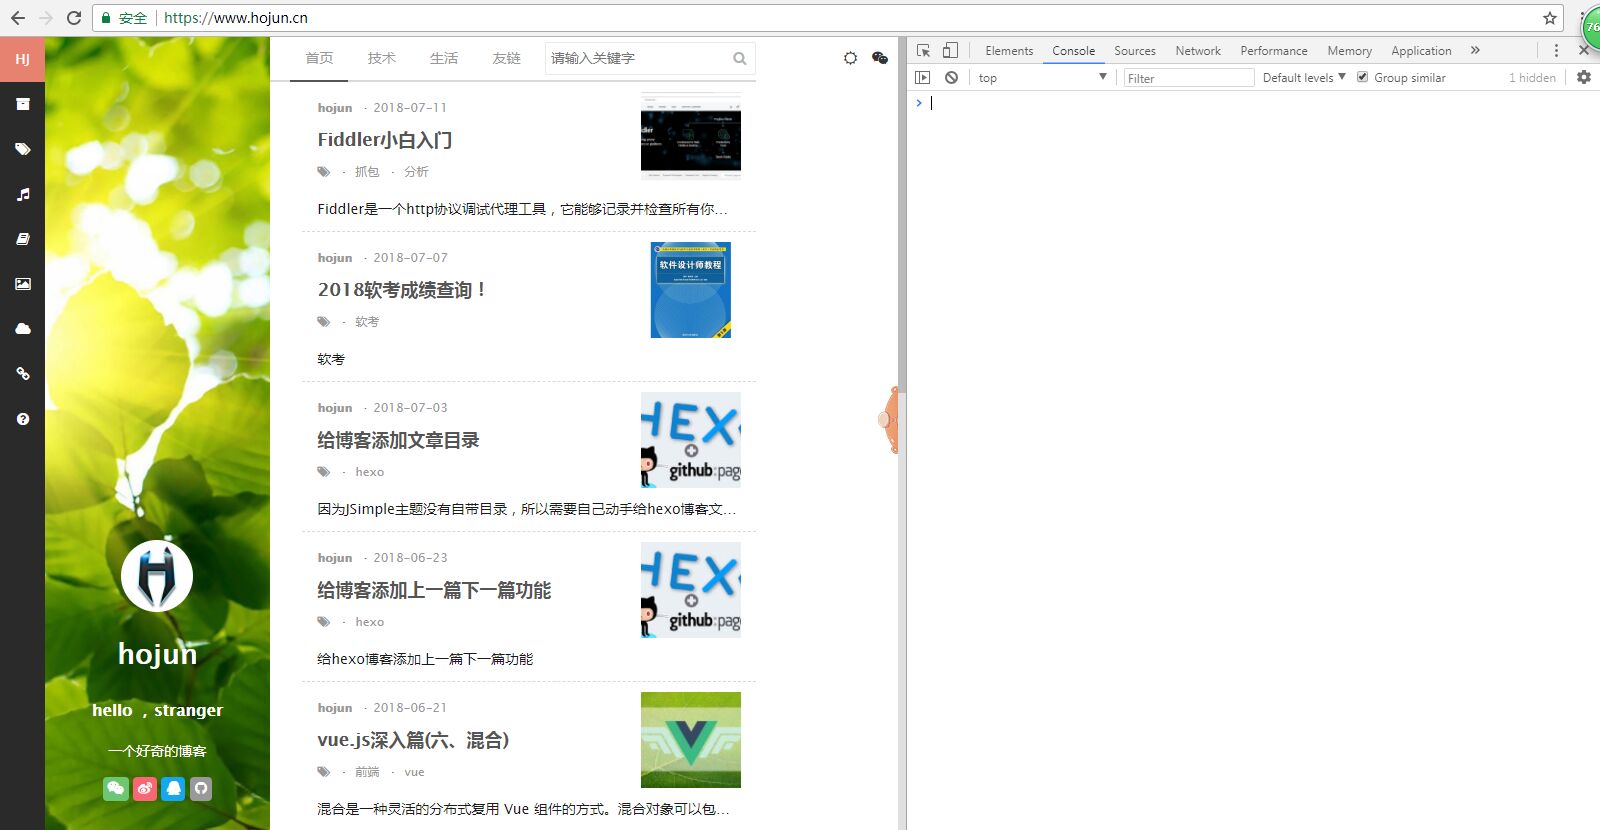 安全 https://www.hojun.cn
76
HJ
首页 技术 生活 友链 请输入关键字
hojun · 2018-07-11
Fiddler小白入门
· 抓包 · 分析
Fiddler是一个http协议调试代理工具，它能够记录并检查所有你...
hojun · 2018-07-07
2018软考成绩查询！
· 软考
软考
软件设计师教程
hojun · 2018-07-03
给博客添加文章目录
· hexo
因为JSimple主题没有自带目录，所以需要自己动手给hexo博客文...
HEX
github:pag
hojun · 2018-06-23
给博客添加上一篇下一篇功能
· hexo
给hexo博客添加上一篇下一篇功能
HEX
github:pag
hojun · 2018-06-21
vue.js深入篇(六、混合)
· 前端 · vue
混合是一种灵活的分布式复用 Vue 组件的方式。混合对象可以包...
hojun
hello ，stranger
一个好奇的博客
Elements Console Sources Network Performance Memory Application »
top Filter Default levels Group similar 1 hidden